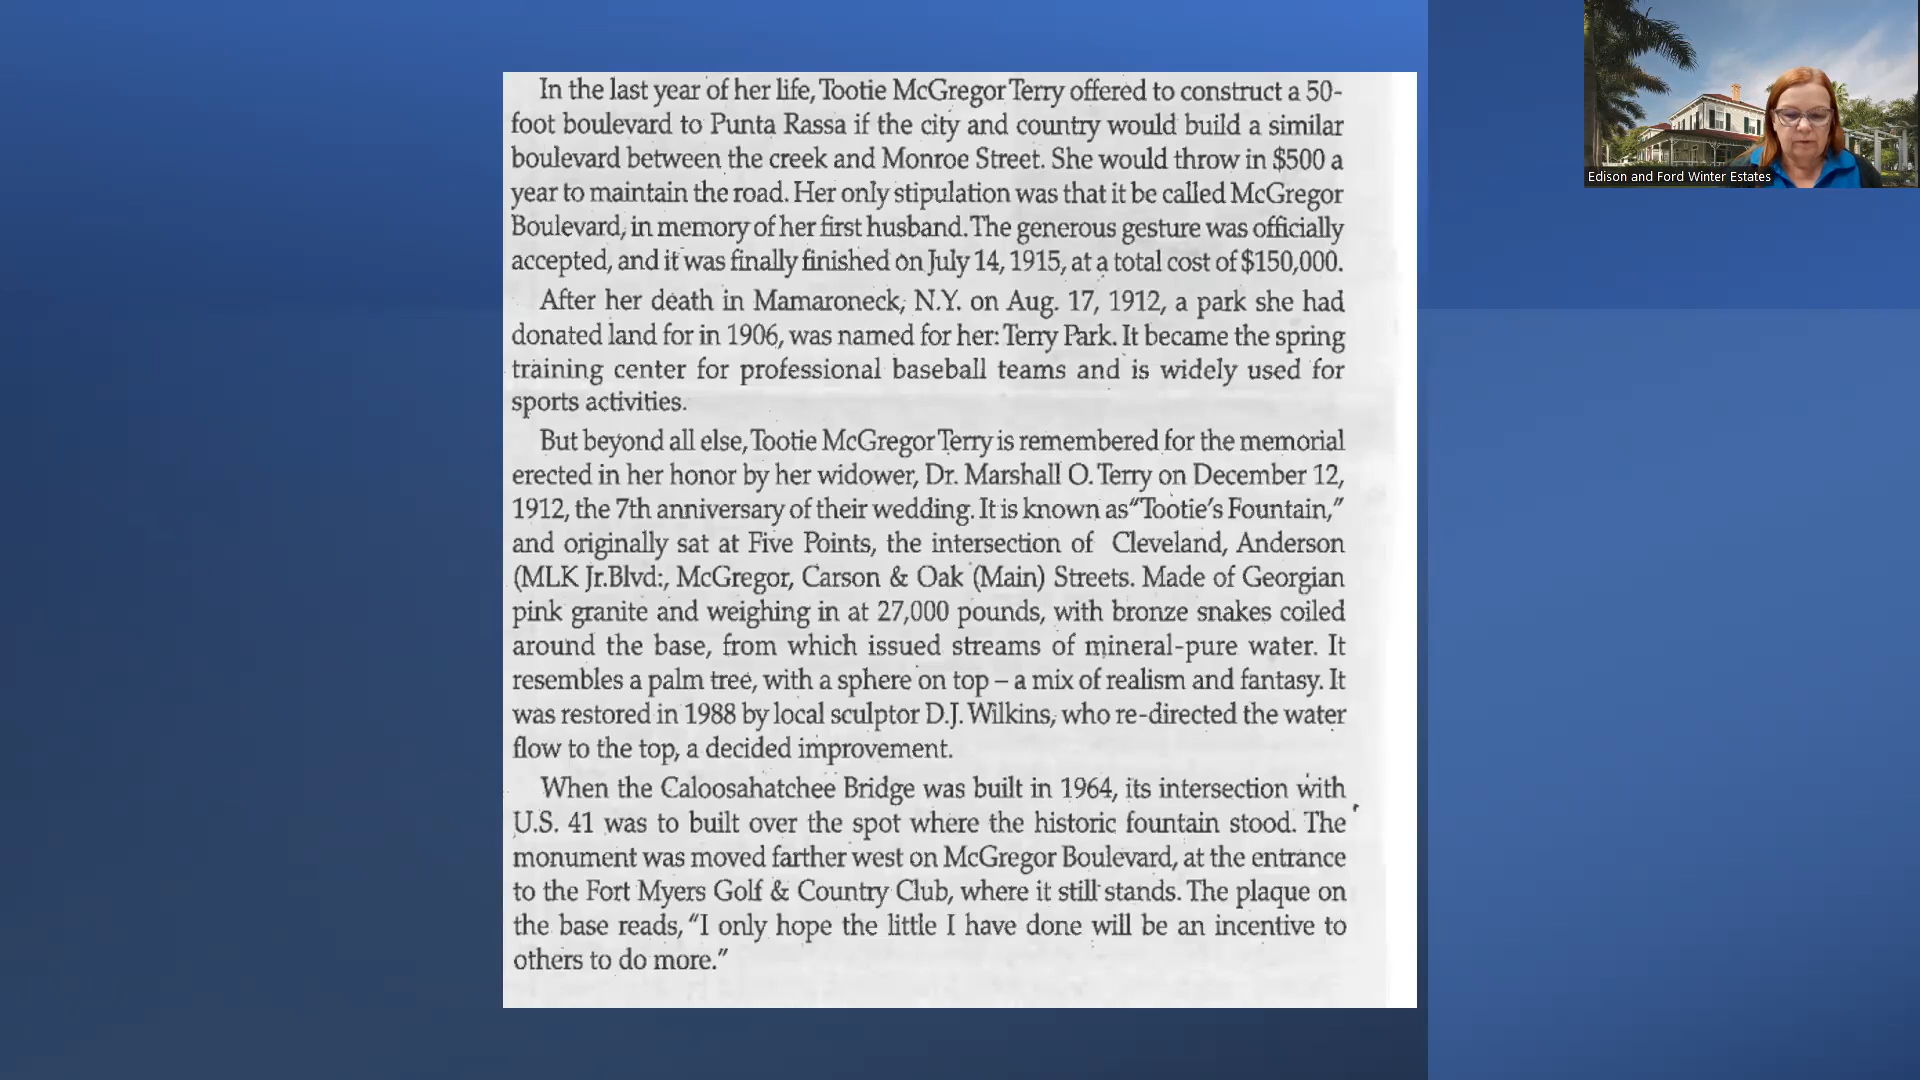 In the last year of her life, Tootie McGregor Terry offered to construct a 50-
foot boulevard to Punta Rassa if the city and country would build a similar
boulevard between the creek and Monroe Street. She would throw in $500 a
year to maintain the road. Her only stipulation was that it be called McGregor
Boulevard, in memory of her first husband. The generous gesture was officially
accepted, and it was finally finished on July 14, 1915, at a total cost of $150,000.
After her death in Mamaroneck, N.Y. on Aug. 17, 1912, a park she had
donated land for in 1906, was named for her: Terry Park. It became the spring
training center for professional baseball teams and is widely used for
sports activities.
But beyond all else, Tootie McGregor Terry is remembered for the memorial
erected in her honor by her widower, Dr. Marshall O. Terry on December 12,
1912, the 7th anniversary of their wedding. It is known as “Tootie’s Fountain,”
and originally sat at Five Points, the intersection of Cleveland, Anderson
(MLK Jr.Blvd:, McGregor, Carson & Oak (Main) Streets. Made of Georgian
pink granite and weighing in at 27,000 pounds, with bronze snakes coiled
around the base, from which issued streams of mineral-pure water. It
resembles a palm tree, with a sphere on top – a mix of realism and fantasy. It
was restored in 1988 by local sculptor D.J. Wilkins, who re-directed the water
flow to the top, a decided improvement.
When the Caloosahatchee Bridge was built in 1964, its intersection with
U.S. 41 was to built over the spot where the historic fountain stood. The
monument was moved farther west on McGregor Boulevard, at the entrance
to the Fort Myers Golf & Country Club, where it still stands. The plaque on
the base reads, “I only hope the little I have done will be an incentive to
others to do more.”
Edison and Ford Winter Estates